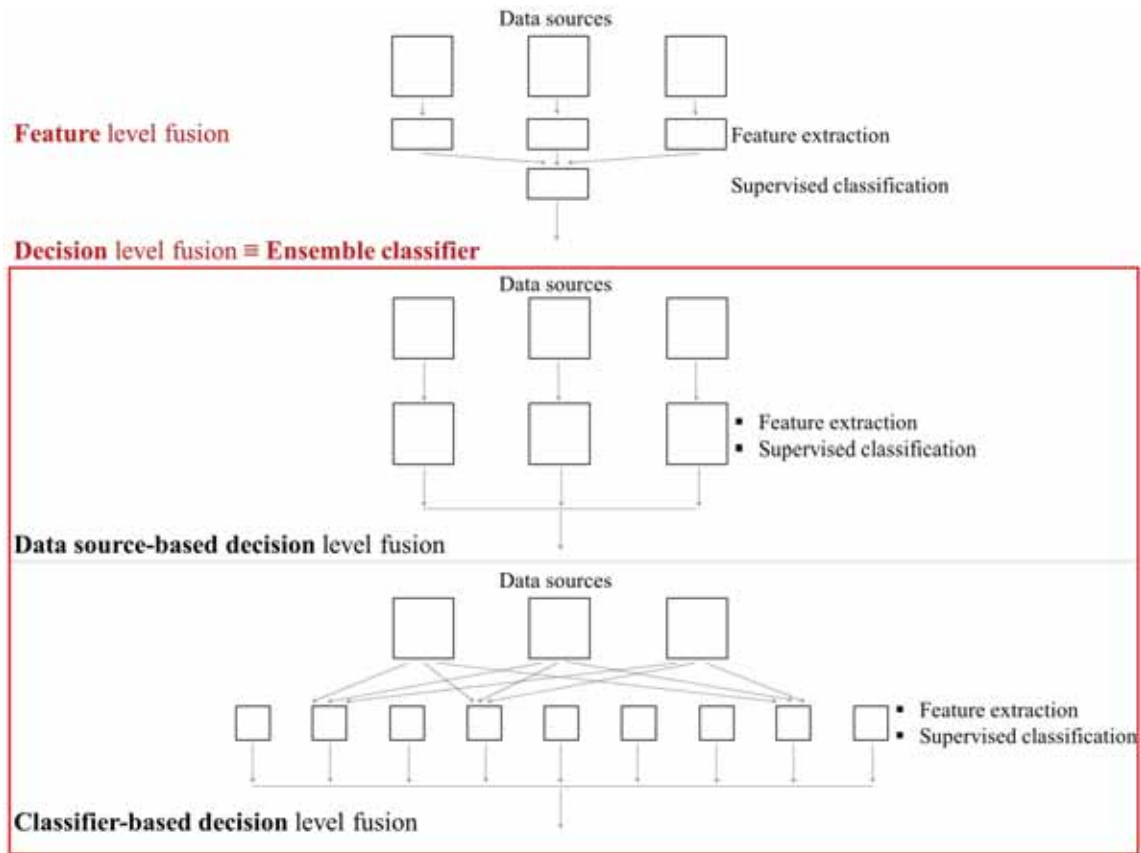 Data sources
Feature level fusion
Feature extraction
Supervised classification
Decision level fusion ≡ Ensemble classifier
Data sources
▪ Feature extraction
▪ Supervised classification
Data source-based decision level fusion
Data sources
▪ Feature extraction
▪ Supervised classification
Classifier-based decision level fusion